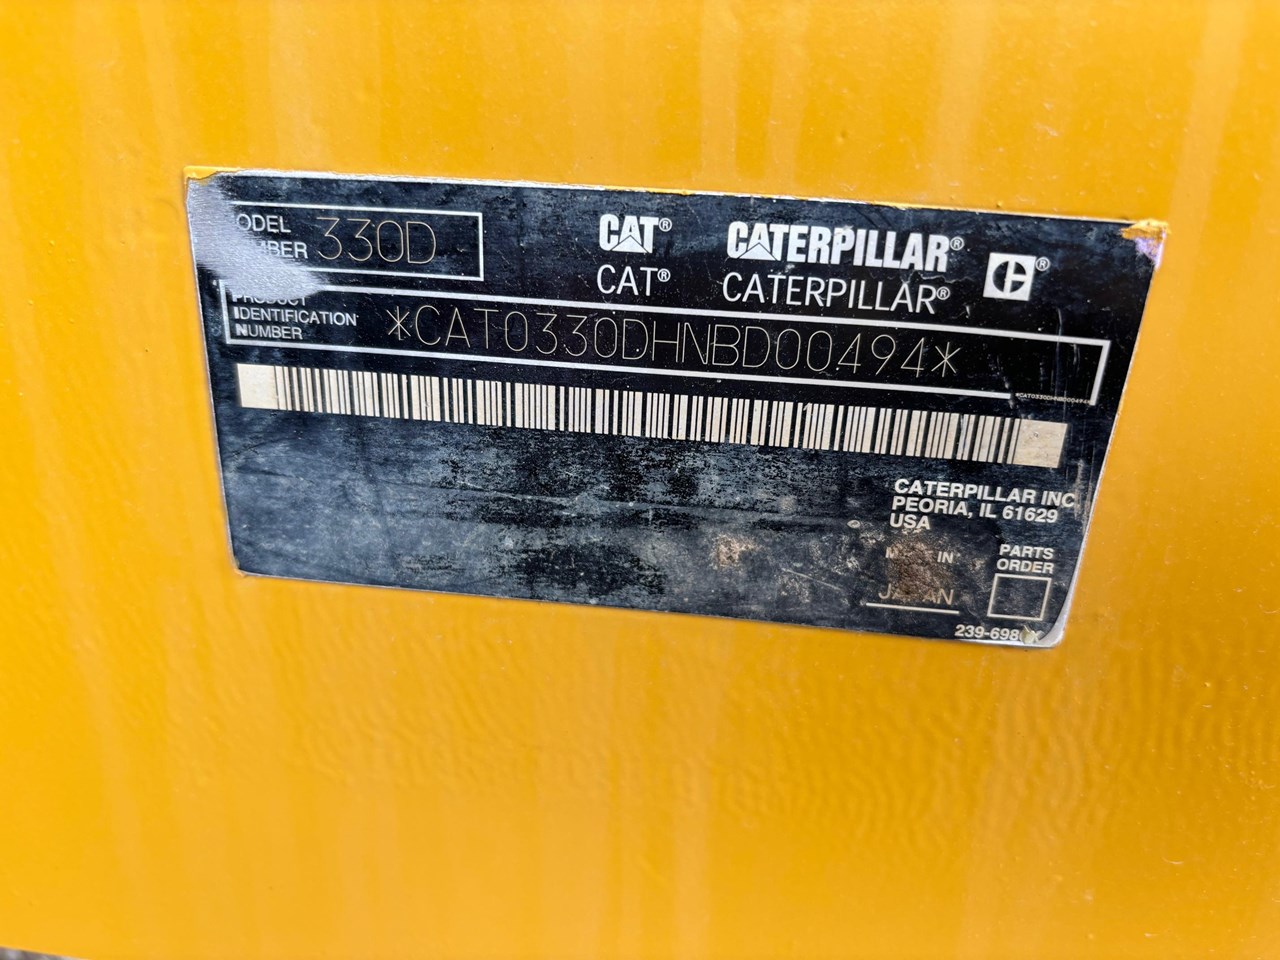 MODEL NUMBER 330D
CAT® CATERPILLAR®
CAT® CATERPILLAR®
PRODUCT
IDENTIFICATION
NUMBER
*CAT0330DHNBD00494*
*CAT0330DHNBD00494*
CATERPILLAR INC
PEORIA, IL 61629
USA
IN
JAPAN
PARTS
ORDER